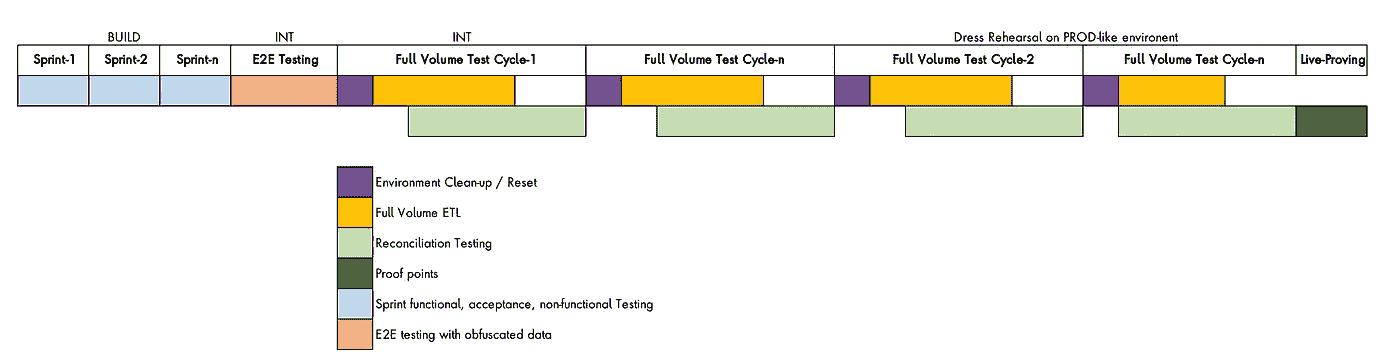 BUILD INT INT Dress Rehearsal on PROD-like environent
Sprint-1 Sprint-2 Sprint-n E2E Testing Full Volume Test Cycle-1 Full Volume Test Cycle-n Full Volume Test Cycle-2 Full Volume Test Cycle-n Live-Proving
Environment Clean-up / Reset
Full Volume ETL
Reconciliation Testing
Proof points
Sprint functional, acceptance, non-functional Testing
E2E testing with obfuscated data